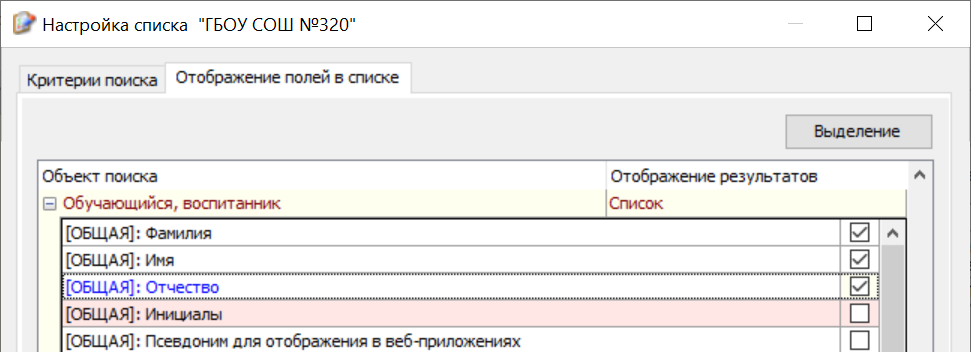 Настройка списка "ГБОУ СОШ №320"
Критерии поиска Отображение полей в списке
Выделение
Объект поиска Отображение результатов
Обучающийся, воспитанник Список
[ОБЩАЯ]: Фамилия
[ОБЩАЯ]: Имя
[ОБЩАЯ]: Отчество
[ОБЩАЯ]: Инициалы
[ОБЩАЯ]: Псевдоним для отображения в веб-приложениях